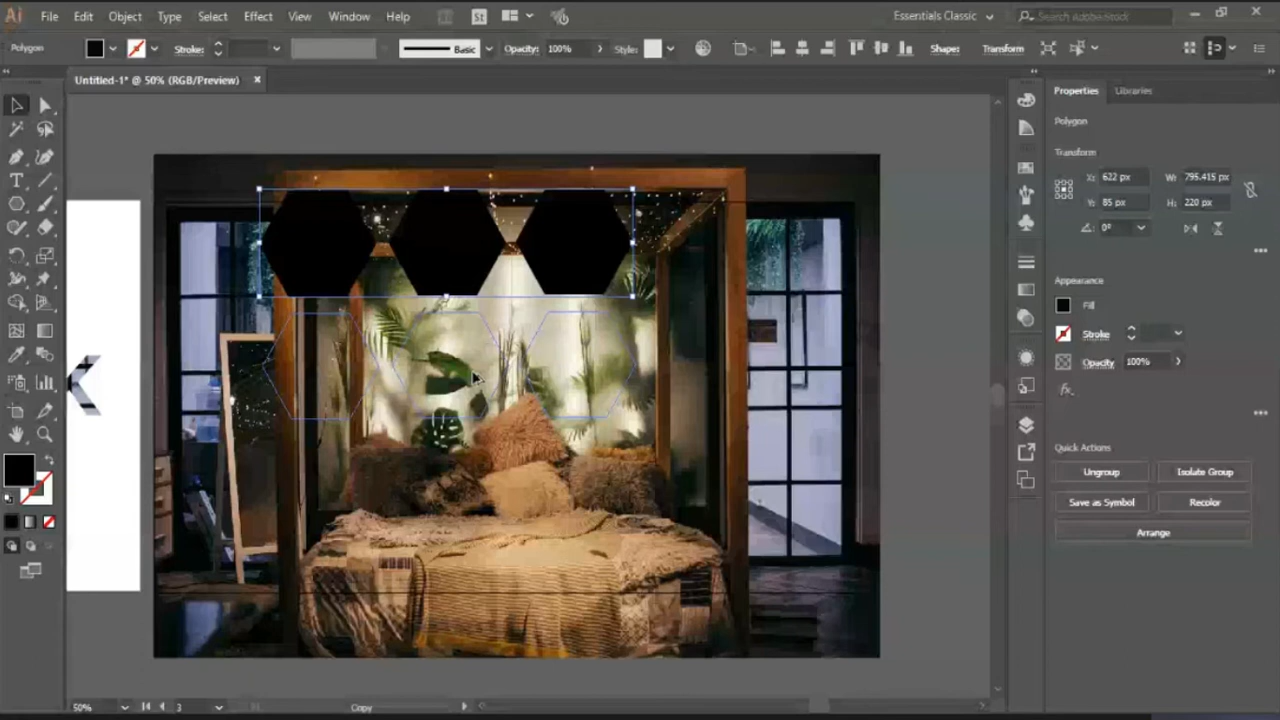 Ai File Edit Object Type Select Effect View Window Help St Essentials Classic Search Adobe Stock
Polygon Stroke: Basic Opacity: 100% Style: Shape: Transform
Untitled-1* @ 50% (RGB/Preview) ×
Properties Libraries
Polygon
Transform
X: 622 px W: 795.415 px
Y: 85 px H: 220 px
0°
Appearance
Fill
Stroke
Opacity 100%
fx
Quick Actions
Ungroup Isolate Group
Save as Symbol Recolor
Arrange
50% 3 Copy